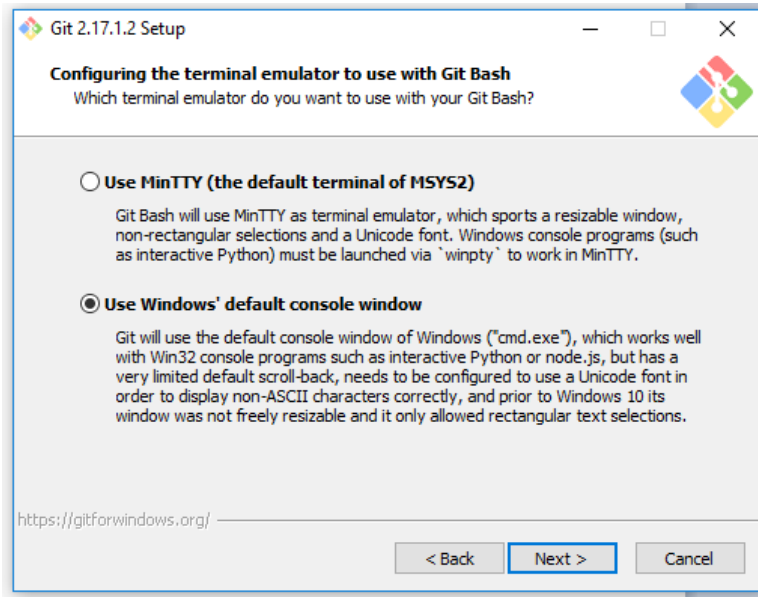 Git 2.17.1.2 Setup
Configuring the terminal emulator to use with Git Bash
Which terminal emulator do you want to use with your Git Bash?
Use MinTTY (the default terminal of MSYS2)
Git Bash will use MinTTY as terminal emulator, which sports a resizable window,
non-rectangular selections and a Unicode font. Windows console programs (such
as interactive Python) must be launched via `winpty` to work in MinTTY.
Use Windows' default console window
Git will use the default console window of Windows ("cmd.exe"), which works well
with Win32 console programs such as interactive Python or node.js, but has a
very limited default scroll-back, needs to be configured to use a Unicode font in
order to display non-ASCII characters correctly, and prior to Windows 10 its
window was not freely resizable and it only allowed rectangular text selections.
https://gitforwindows.org/
< Back Next > Cancel